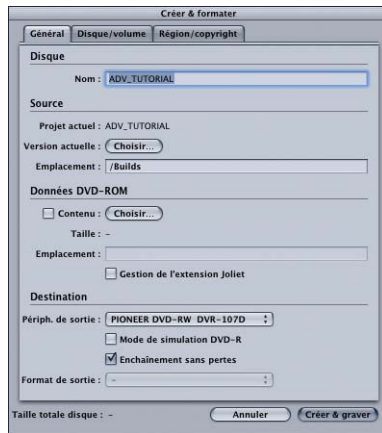 Créer & formater
Général Disque/volume Région/copyright
Disque
Nom : ADV_TUTORIAL
Source
Projet actuel : ADV_TUTORIAL
Version actuelle : Choisir...
Emplacement : /Builds
Données DVD-ROM
Contenu : Choisir...
Taille : -
Emplacement :
Gestion de l'extension Joliet
Destination
Périph. de sortie : PIONEER DVD-RW DVR-107D
Mode de simulation DVD-R
Enchaînement sans pertes
Format de sortie : -
Taille totale disque : - Annuler Créer & graver